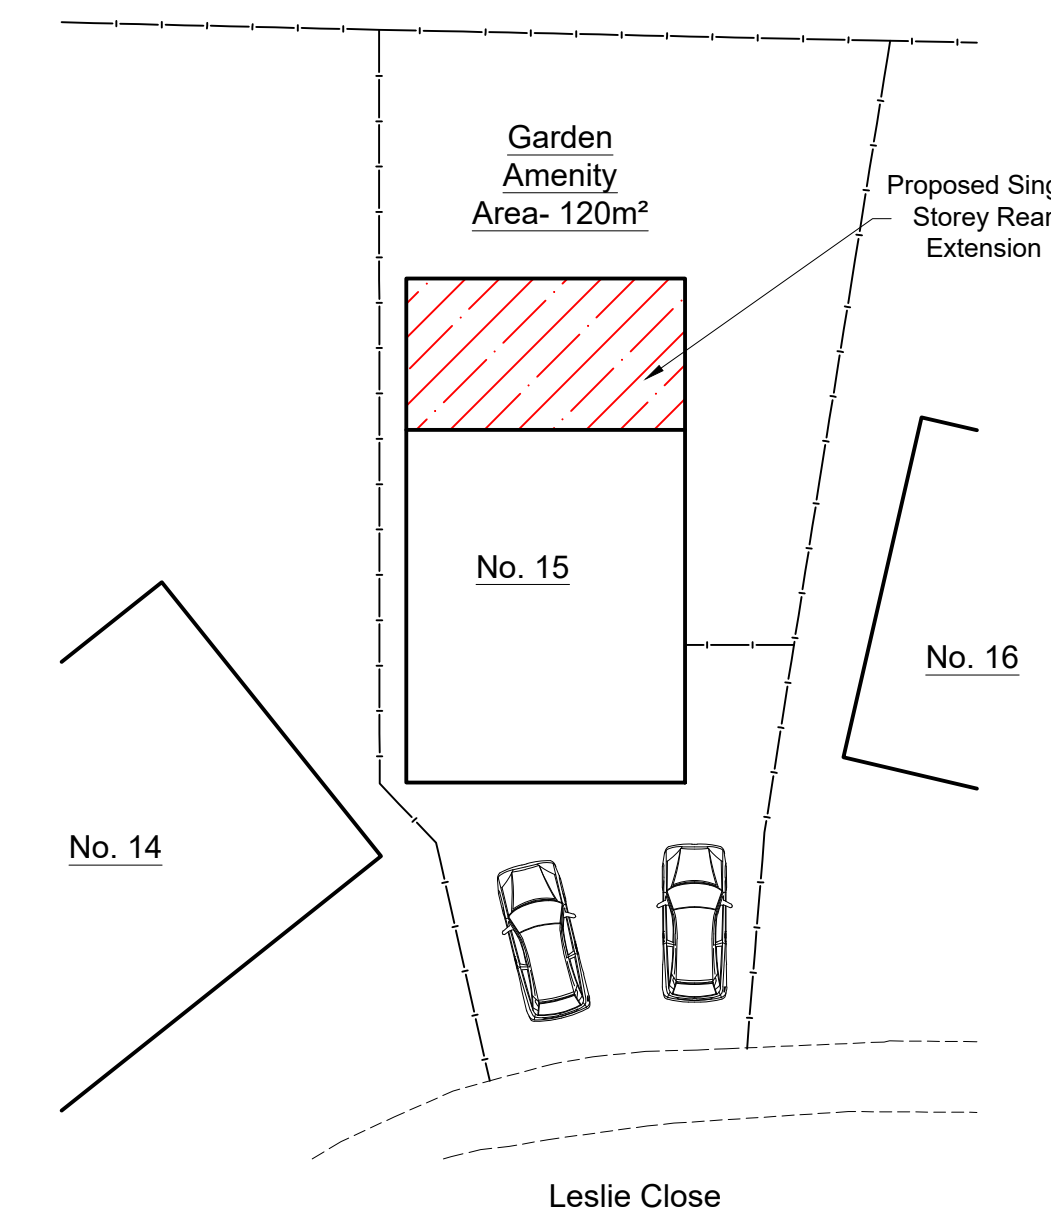 Garden
Amenity
Area- 120m²
Proposed Sing
Storey Rear
Extension
No. 15
No. 16
No. 14
Leslie Close